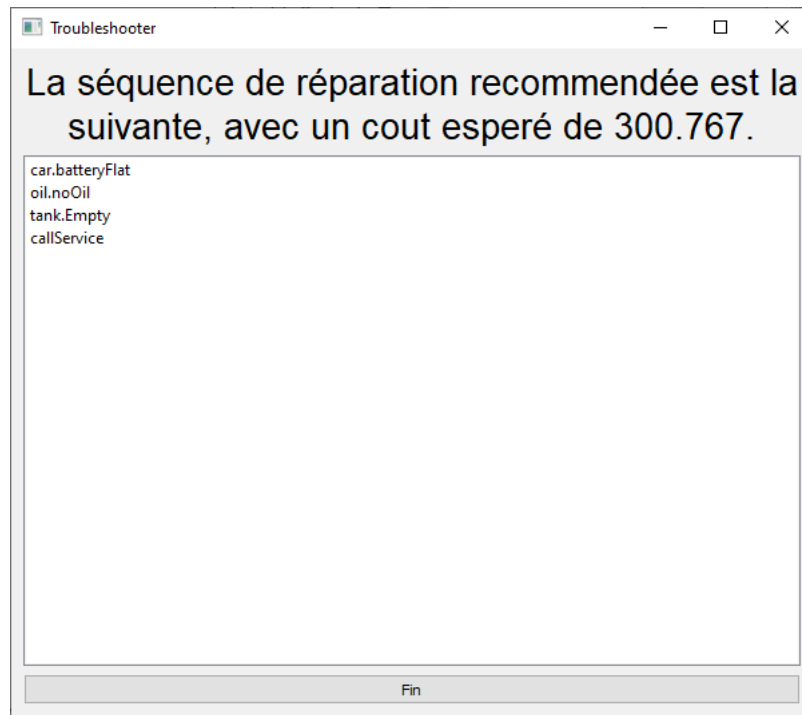 Troubleshooter
La séquence de réparation recommendée est la
suivante, avec un cout esperé de 300.767.
car.batteryFlat
oil.noOil
tank.Empty
callService
Fin